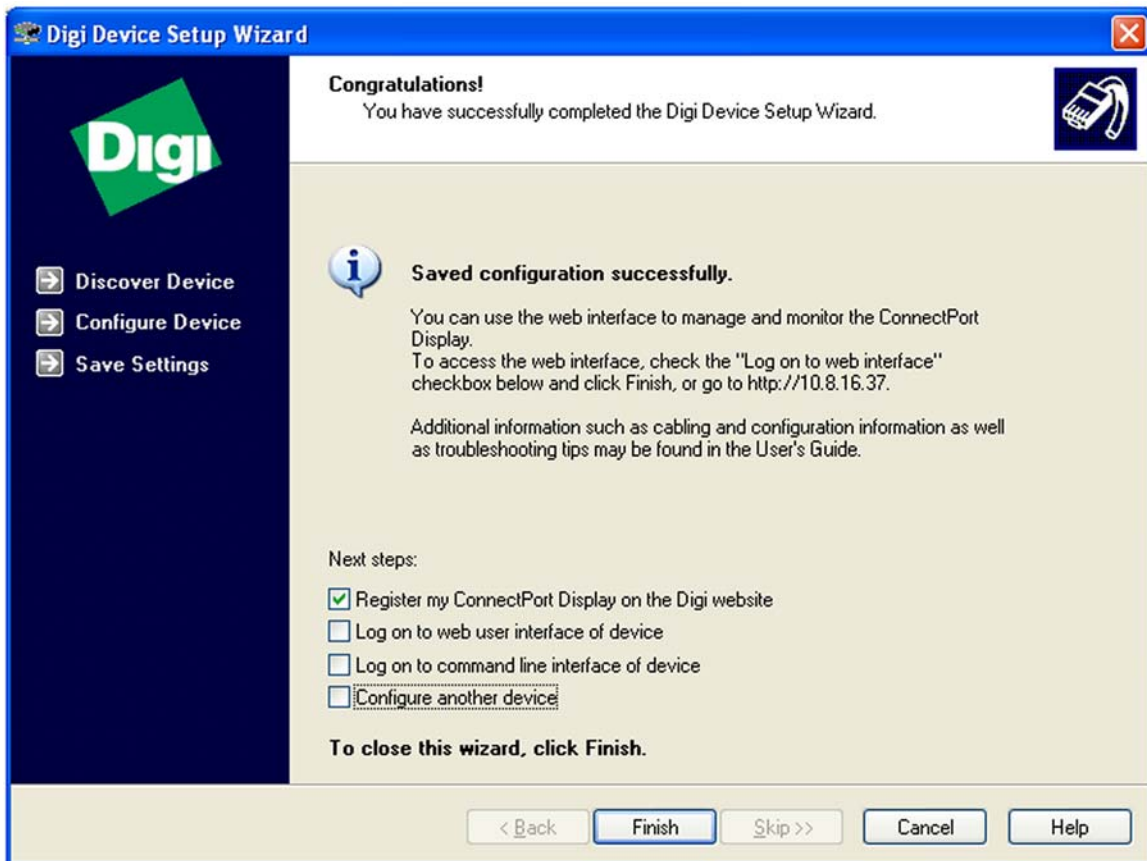 Digi Device Setup Wizard
Digi
Discover Device
Configure Device
Save Settings
Congratulations!
You have successfully completed the Digi Device Setup Wizard.
Saved configuration successfully.
You can use the web interface to manage and monitor the ConnectPort
Display.
To access the web interface, check the "Log on to web interface"
checkbox below and click Finish, or go to http://10.8.16.37.
Additional information such as cabling and configuration information as well
as troubleshooting tips may be found in the User's Guide.
Next steps:
Register my ConnectPort Display on the Digi website
Log on to web user interface of device
Log on to command line interface of device
Configure another device
To close this wizard, click Finish.
< Back
Finish
Skip >>
Cancel
Help